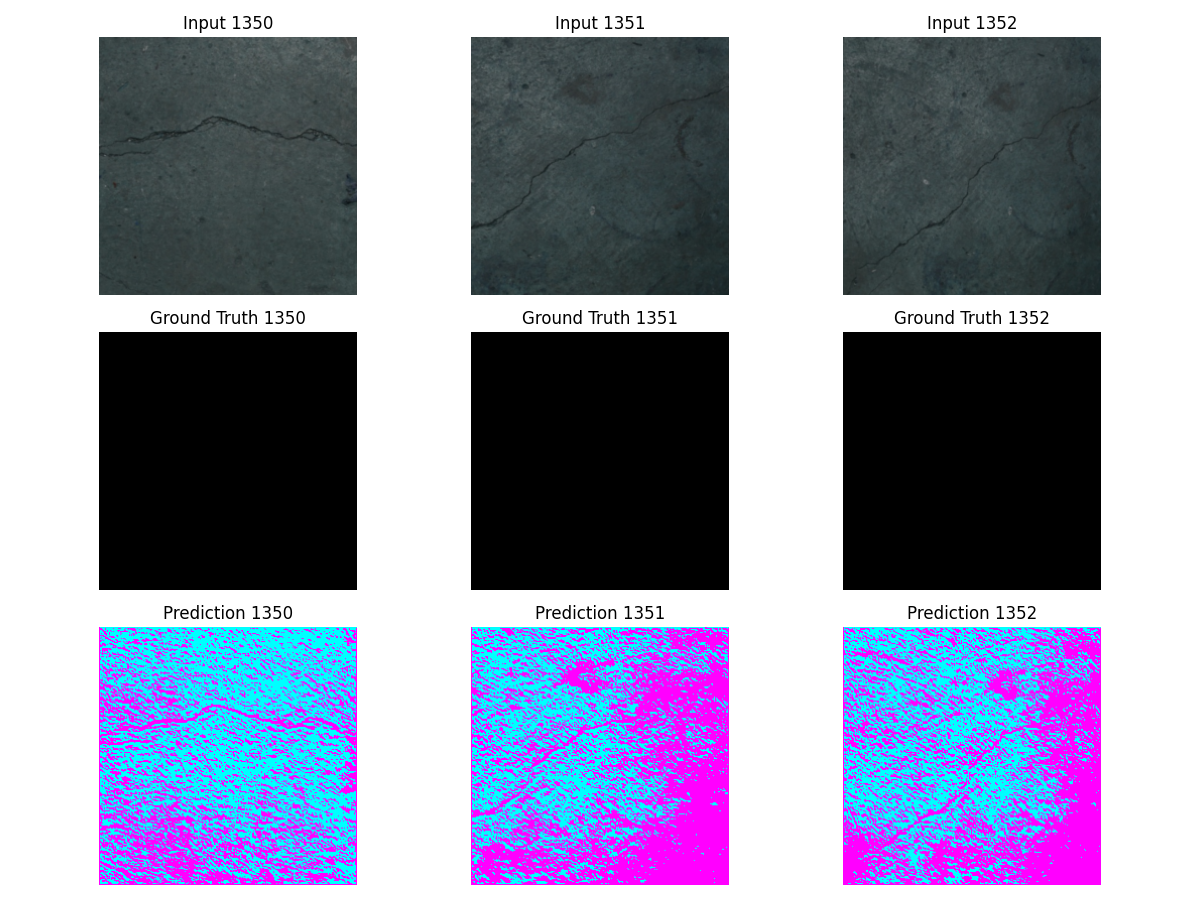 Input 1350
Input 1351
Input 1352
Ground Truth 1350
Ground Truth 1351
Ground Truth 1352
Prediction 1350
Prediction 1351
Prediction 1352